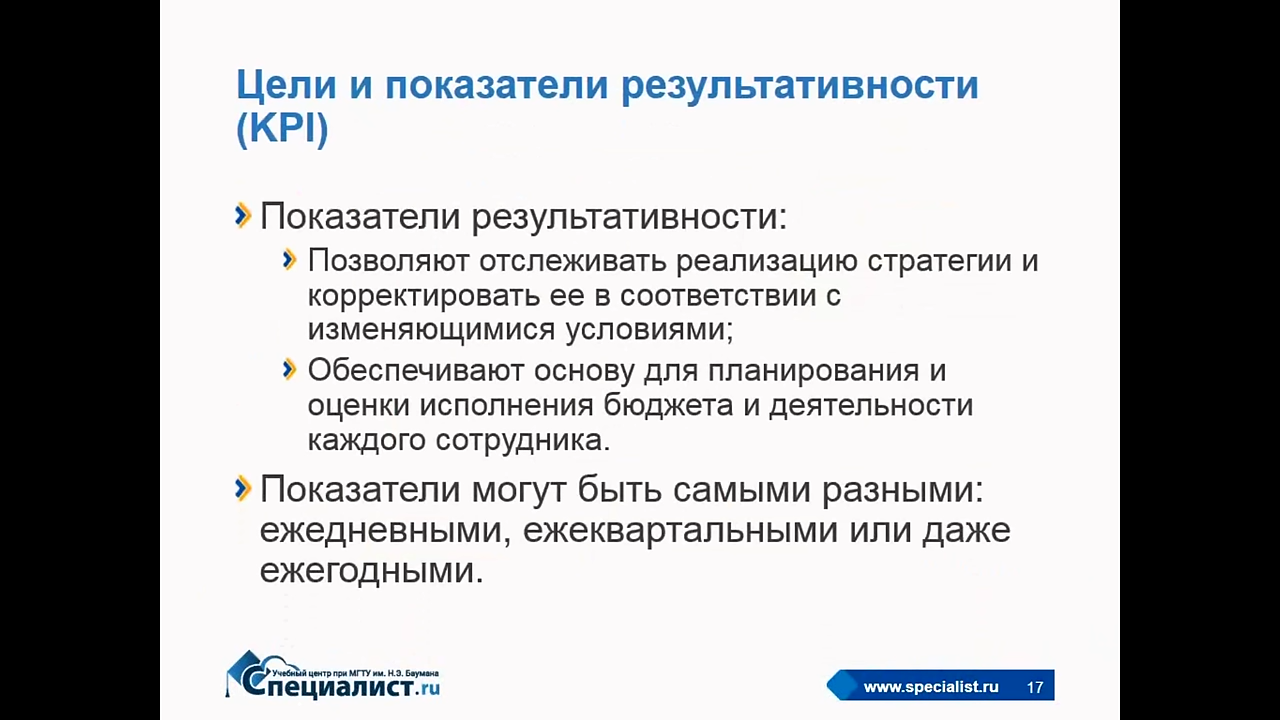 Цели и показатели результативности
(KPI)
Показатели результативности:
Позволяют отслеживать реализацию стратегии и
корректировать ее в соответствии с
изменяющимися условиями;
Обеспечивают основу для планирования и
оценки исполнения бюджета и деятельности
каждого сотрудника.
Показатели могут быть самыми разными:
ежедневными, ежеквартальными или даже
ежегодными.
Учебный центр при МГТУ им. Н.Э. Баумана
Специалист.ru
www.specialist.ru 17